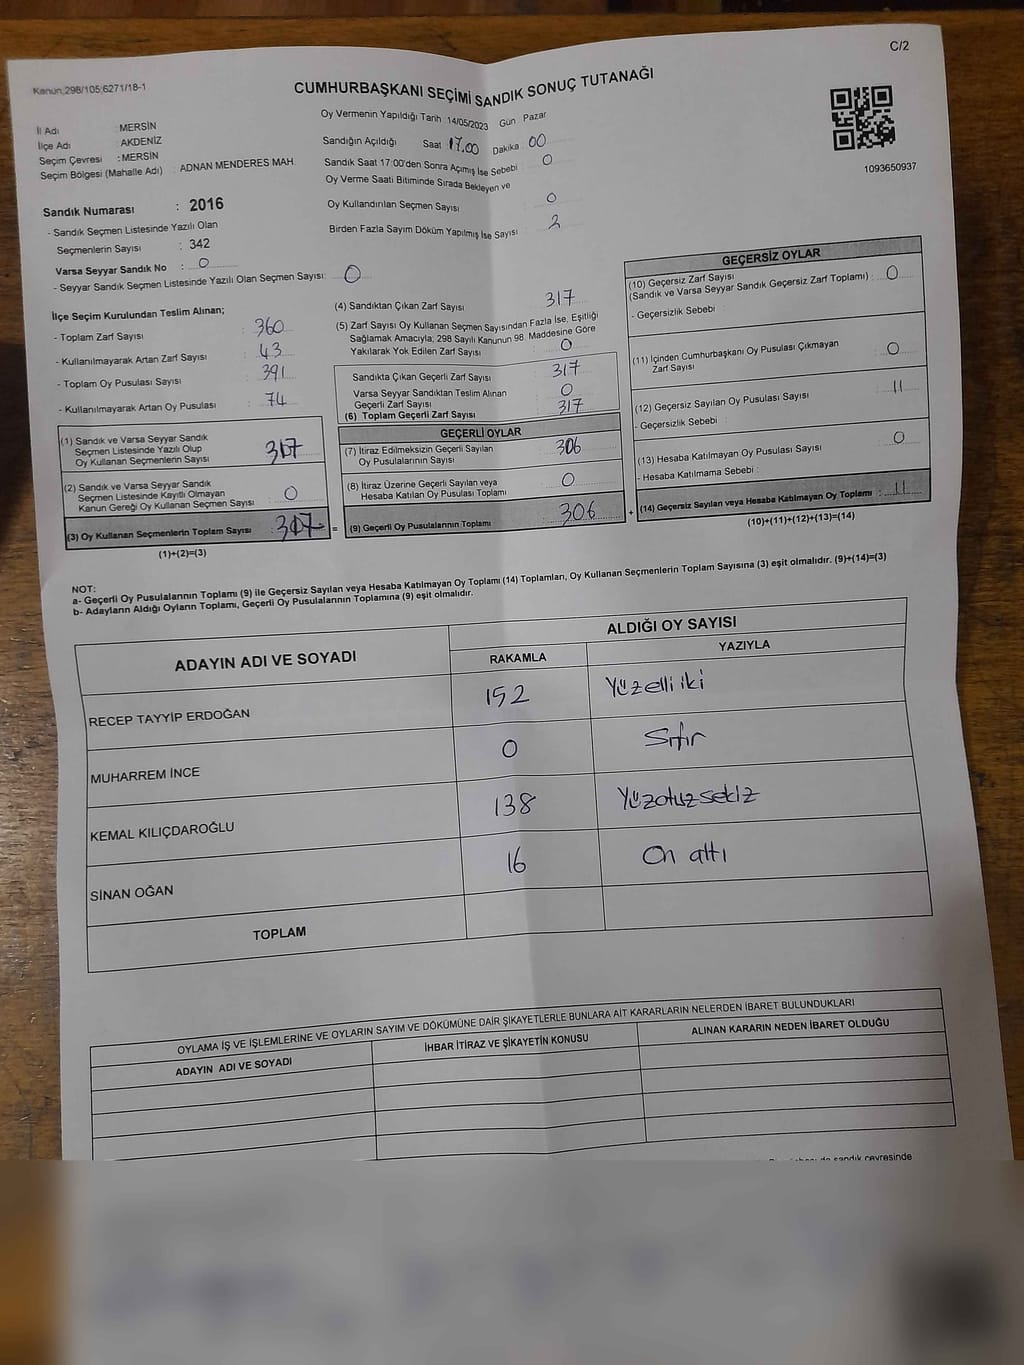 C/2
Kanun;298/105;6271/18-1
CUMHURBAŞKANI SEÇİMİ SANDIK SONUÇ TUTANAĞI
İl Adı : MERSİN
İlçe Adı : AKDENİZ
Seçim Çevresi : MERSİN
Seçim Bölgesi (Mahalle Adı) : ADNAN MENDERES MAH.
Oy Vermenin Yapıldığı Tarih 14/05/2023 Gün Pazar
Sandığın Açıldığı Saat 17.00 Dakika 00
Sandık Saat 17:00'den Sonra Açımış İse Sebebi : 0
Oy Verme Saati Bitiminde Sırada Bekleyen ve
Oy Kullandırılan Seçmen Sayısı 0
Birden Fazla Sayım Döküm Yapılmış İse Sayısı 2
1093650937
Sandık Numarası : 2016
- Sandık Seçmen Listesinde Yazılı Olan
Seçmenlerin Sayısı : 342
Varsa Seyyar Sandık No : 0
- Seyyar Sandık Seçmen Listesinde Yazılı Olan Seçmen Sayısı: 0
İlçe Seçim Kurulundan Teslim Alınan;
- Toplam Zarf Sayısı : 360
- Kullanılmayarak Artan Zarf Sayısı : 43
- Toplam Oy Pusulası Sayısı : 391
- Kullanılmayarak Artan Oy Pusulası : 74
(1) Sandık ve Varsa Seyyar Sandık
Seçmen Listesinde Yazılı Olup
Oy Kullanan Seçmenlerin Sayısı : 317
(2) Sandık ve Varsa Seyyar Sandık
Seçmen Listesinde Kayıtlı Olmayan
Kanun Gereği Oy Kullanan Seçmen Sayısı : 0
(3) Oy Kullanan Seçmenlerin Toplam Sayısı : 317 =
(1)+(2)=(3)
(4) Sandıktan Çıkan Zarf Sayısı : 317
(5) Zarf Sayısı Oy Kullanan Seçmen Sayısından Fazla İse, Eşitliği
Sağlamak Amacıyla; 298 Sayılı Kanunun 98. Maddesine Göre
Yakılarak Yok Edilen Zarf Sayısı : 0
Sandıkta Çıkan Geçerli Zarf Sayısı : 317
Varsa Seyyar Sandıktan Teslim Alınan
Geçerli Zarf Sayısı : 0
(6) Toplam Geçerli Zarf Sayısı : 317
GEÇERLİ OYLAR
(7) İtiraz Edilmeksizin Geçerli Sayılan
Oy Pusulalarının Sayısı : 306
(8) İtiraz Üzerine Geçerli Sayılan veya
Hesaba Katılan Oy Pusulası Toplamı : 0
(9) Geçerli Oy Pusulalarının Toplamı : 306 +
GEÇERSİZ OYLAR
(10) Geçersiz Zarf Sayısı
(Sandık ve Varsa Seyyar Sandık Geçersiz Zarf Toplamı) : 0
- Geçersizlik Sebebi :
(11) İçinden Cumhurbaşkanı Oy Pusulası Çıkmayan
Zarf Sayısı : 0
(12) Geçersiz Sayılan Oy Pusulası Sayısı : 11
- Geçersizlik Sebebi :
(13) Hesaba Katılmayan Oy Pusulası Sayısı : 0
- Hesaba Katılmama Sebebi :
(14) Geçersiz Sayılan veya Hesaba Katılmayan Oy Toplamı : 11
(10)+(11)+(12)+(13)=(14)
NOT:
a- Geçerli Oy Pusulalarının Toplamı (9) ile Geçersiz Sayılan veya Hesaba Katılmayan Oy Toplamı (14) Toplamları, Oy Kullanan Seçmenlerin Toplam Sayısına (3) eşit olmalıdır. (9)+(14)=(3)
b- Adayların Aldığı Oyların Toplamı, Geçerli Oy Pusulalarının Toplamına (9) eşit olmalıdır.
ADAYIN ADI VE SOYADI
ALDIĞI OY SAYISI
RAKAMLA YAZIYLA
RECEP TAYYİP ERDOĞAN 152 Yüzelli iki
MUHARREM İNCE 0 Sıfır
KEMAL KILIÇDAROĞLU 138 Yüzotuzsekiz
SİNAN OĞAN 16 On altı
TOPLAM
OYLAMA İŞ VE İŞLEMLERİNE VE OYLARIN SAYIM VE DÖKÜMÜNE DAİR ŞİKAYETLERLE BUNLARA AİT KARARLARIN NELERDEN İBARET BULUNDUKLARI
ADAYIN ADI VE SOYADI İHBAR İTİRAZ VE ŞİKAYETİN KONUSU ALINAN KARARIN NEDEN İBARET OLDUĞU
de sandık çevresinde